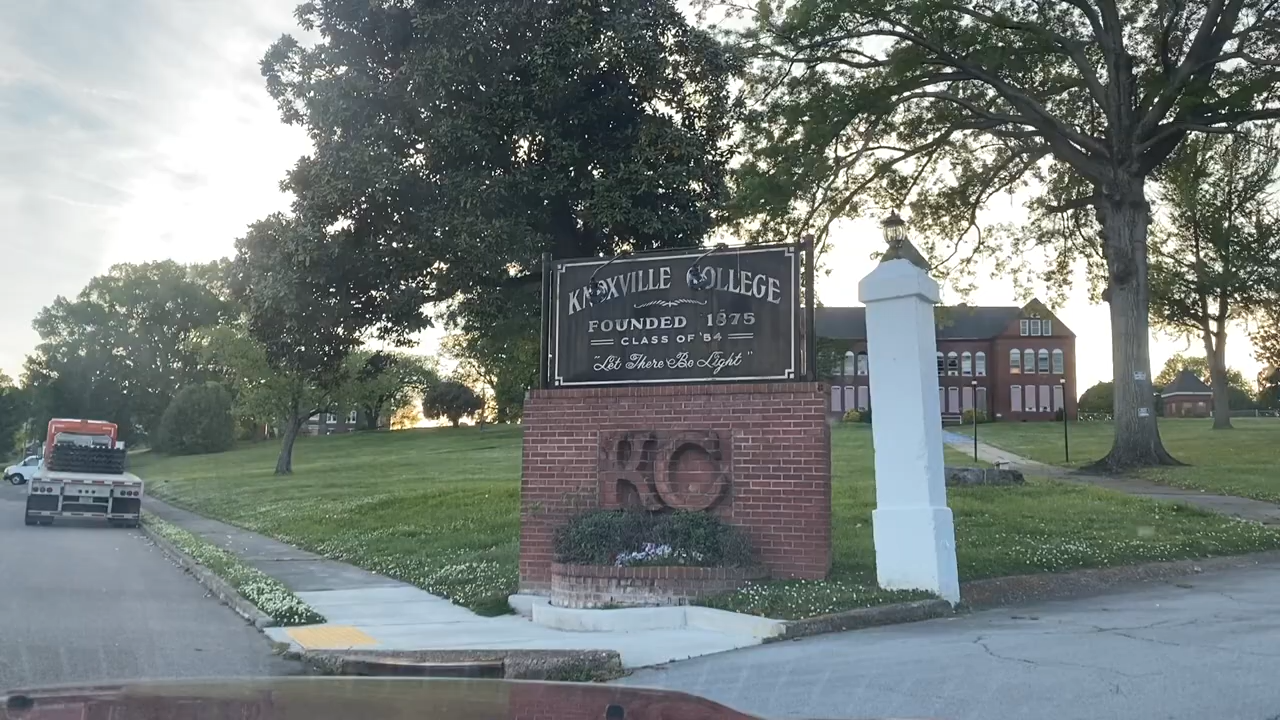 KNOXVILLE COLLEGE
FOUNDED 1875
CLASS OF '54
"Let There Be Light"
KC